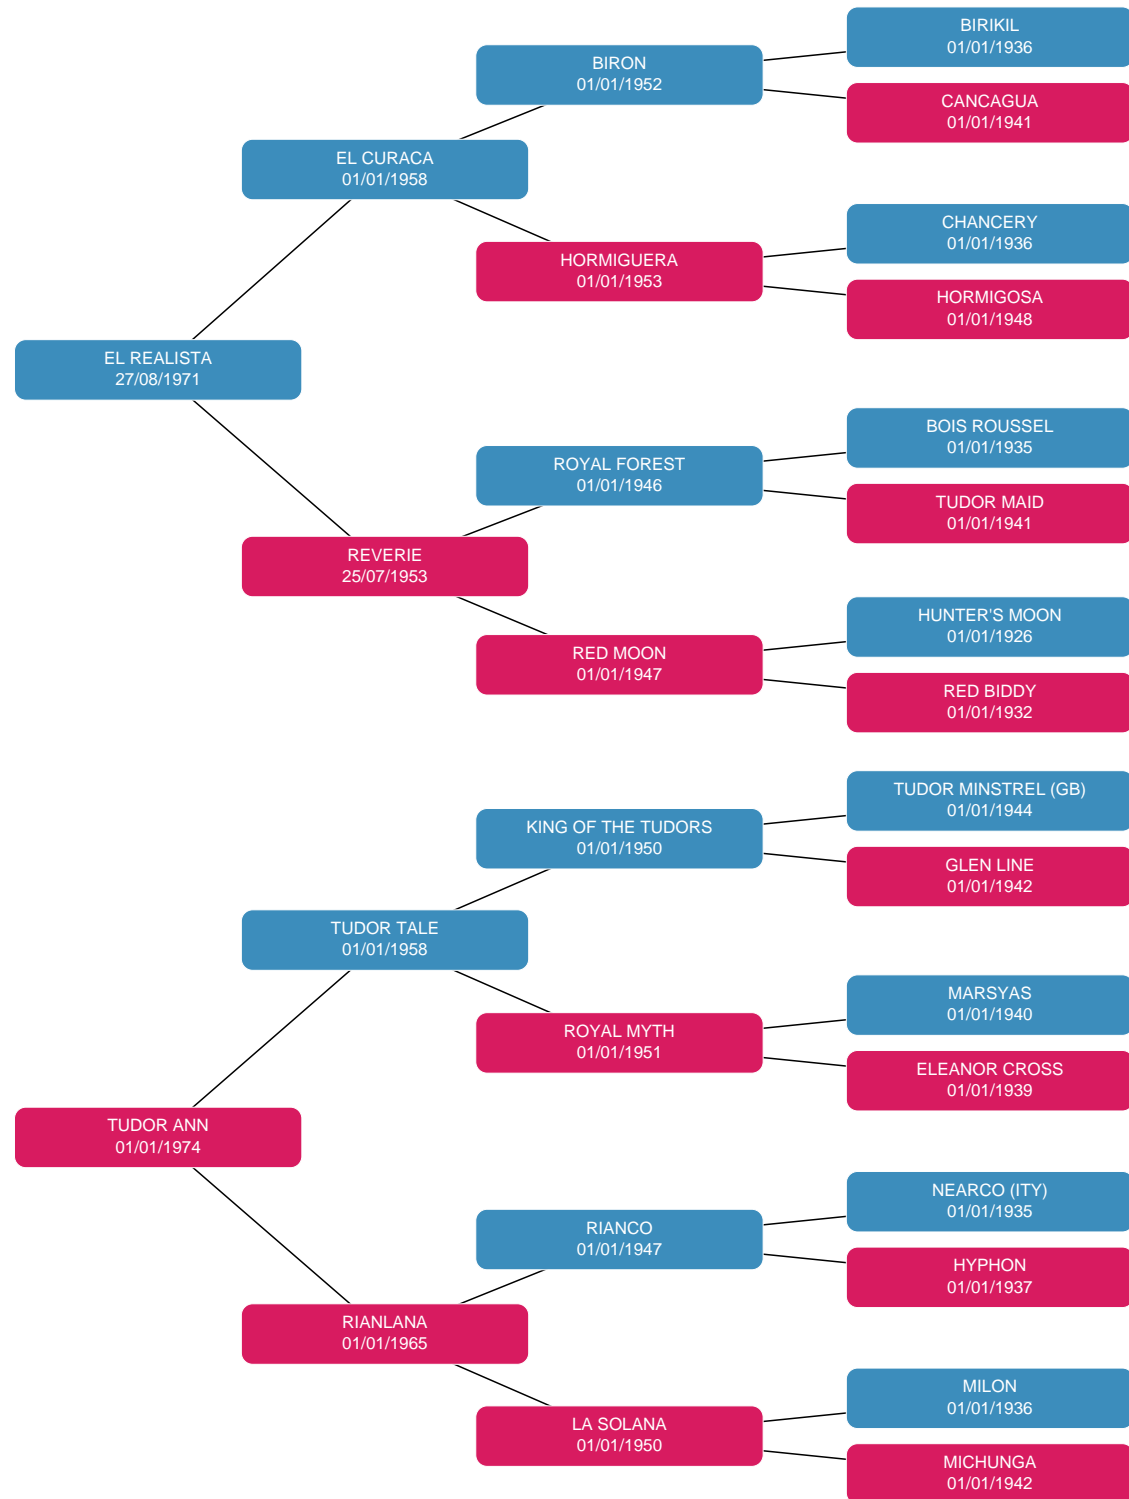 BIRIKIL
01/01/1936
BIRON
01/01/1952
CANCAGUA
01/01/1941
EL CURACA
01/01/1958
CHANCERY
01/01/1936
HORMIGUERA
01/01/1953
HORMIGOSA
01/01/1948
EL REALISTA
27/08/1971
BOIS ROUSSEL
01/01/1935
ROYAL FOREST
01/01/1946
TUDOR MAID
01/01/1941
REVERIE
25/07/1953
HUNTER'S MOON
01/01/1926
RED MOON
01/01/1947
RED BIDDY
01/01/1932
TUDOR MINSTREL (GB)
01/01/1944
KING OF THE TUDORS
01/01/1950
GLEN LINE
01/01/1942
TUDOR TALE
01/01/1958
MARSYAS
01/01/1940
ROYAL MYTH
01/01/1951
ELEANOR CROSS
01/01/1939
TUDOR ANN
01/01/1974
NEARCO (ITY)
01/01/1935
RIANCO
01/01/1947
HYPHON
01/01/1937
RIANLANA
01/01/1965
MILON
01/01/1936
LA SOLANA
01/01/1950
MICHUNGA
01/01/1942